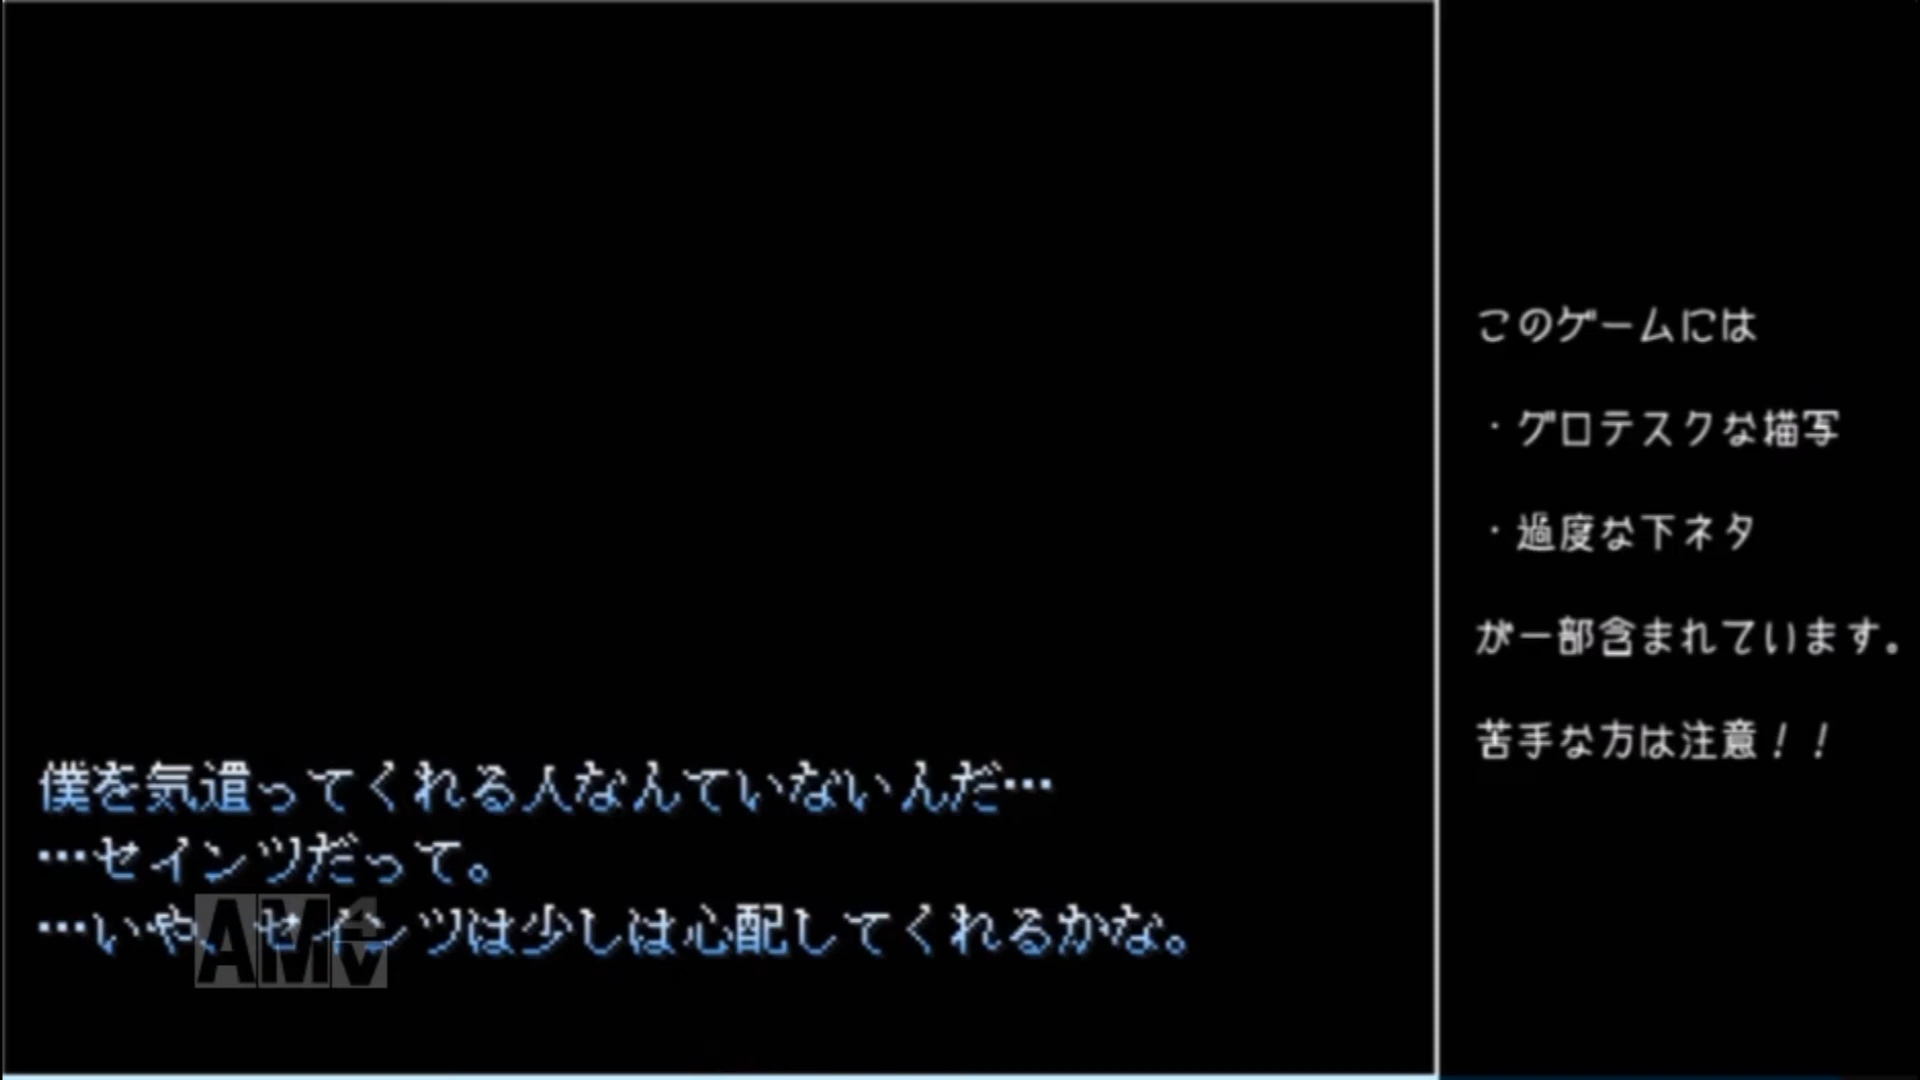 僕を気遣ってくれる人なんていないんだ…
…セインツだって。
…いや、セインツは少しは心配してくれるかな。
AMV4
このゲームには
・グロテスクな描写
・過度な下ネタ
が一部含まれています。
苦手な方は注意！！